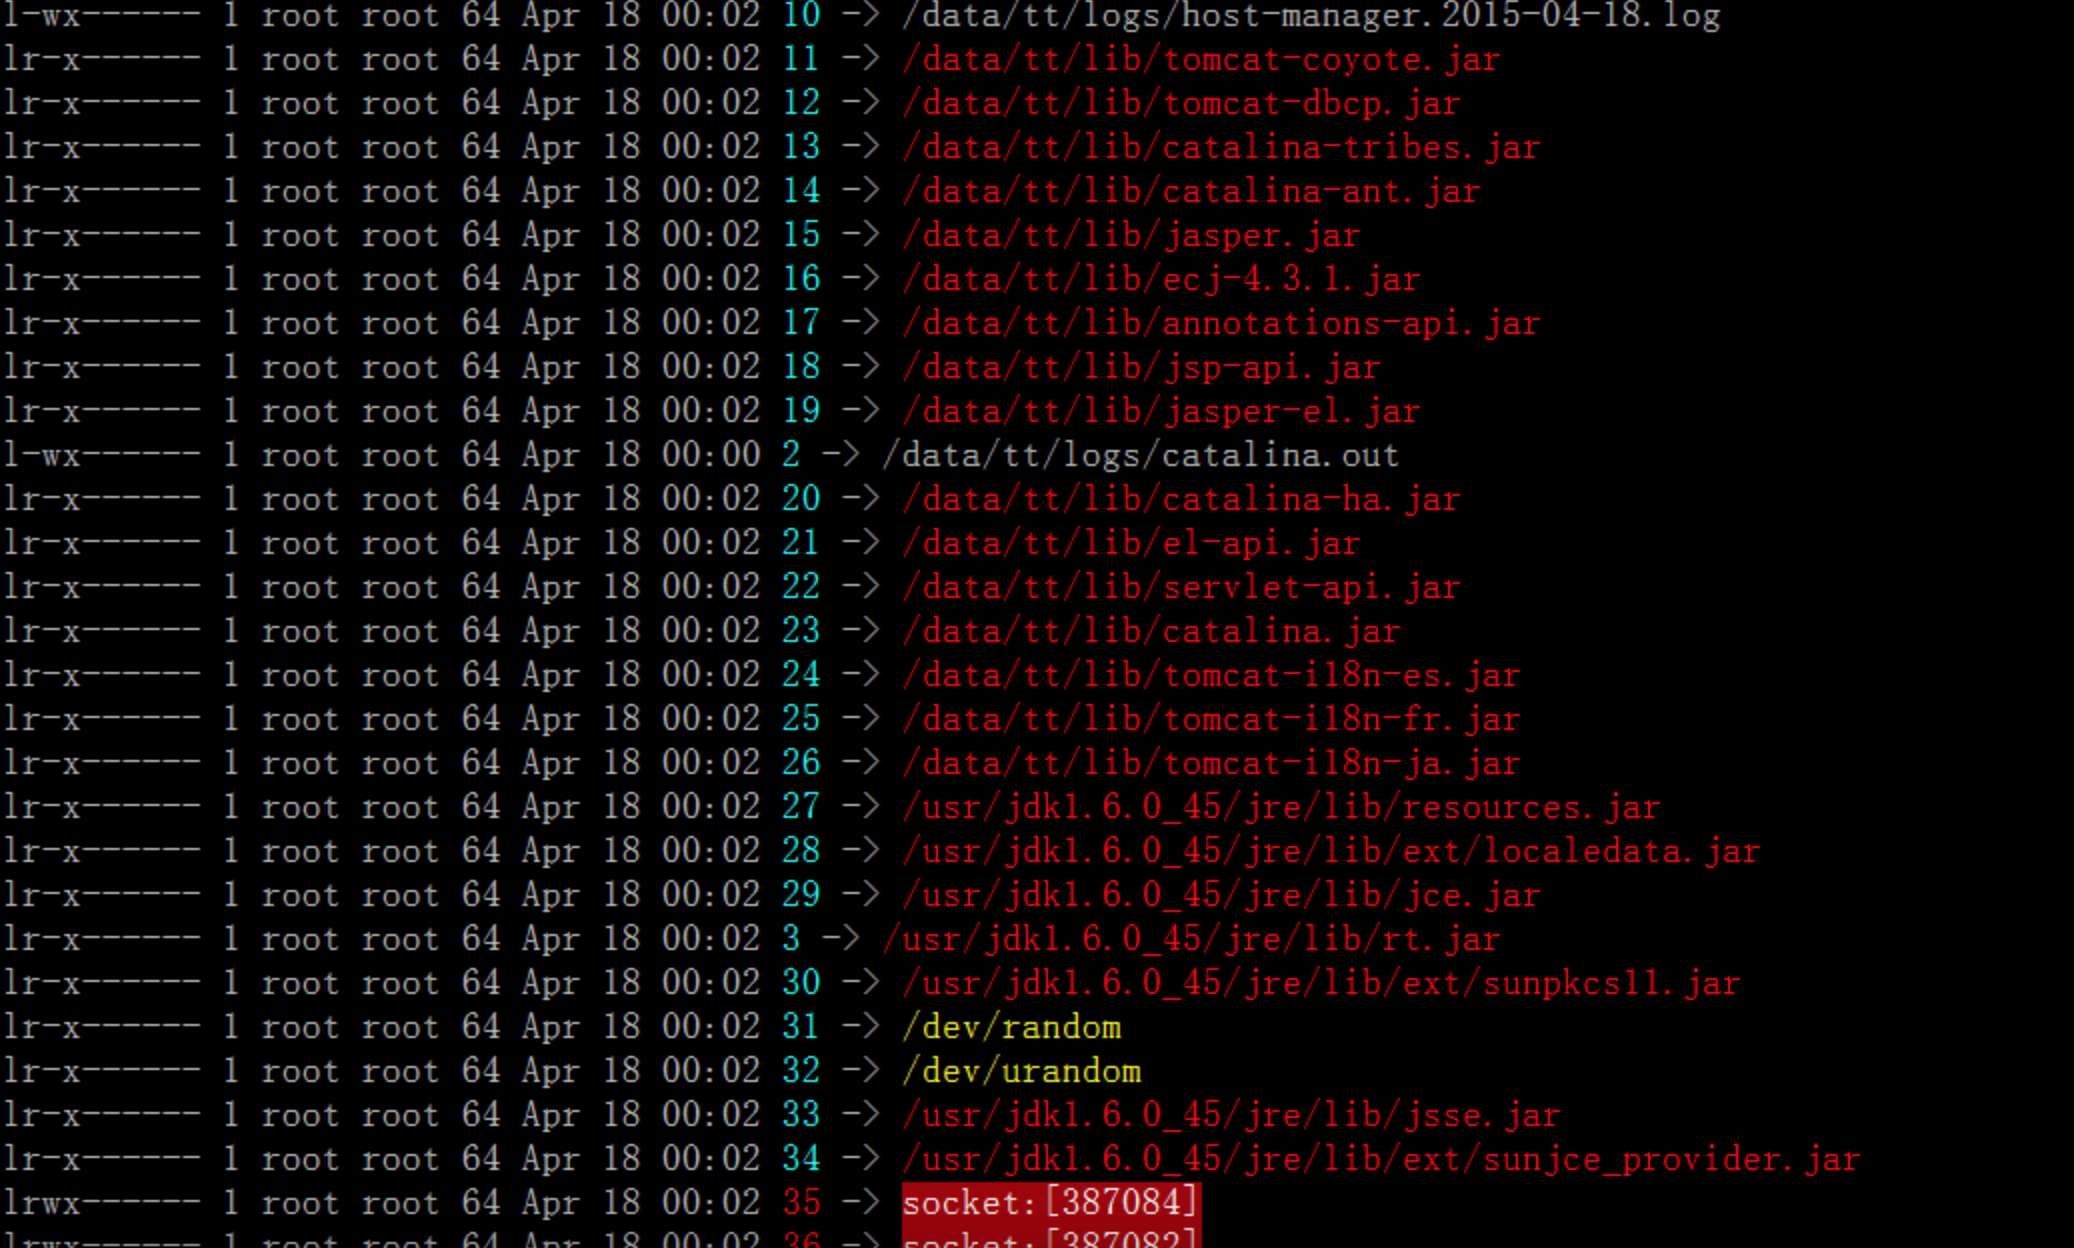 l-wx------ 1 root root 64 Apr 18 00:02 10 -> /data/tt/logs/host-manager.2015-04-18.log
lr-x------ 1 root root 64 Apr 18 00:02 11 -> /data/tt/lib/tomcat-coyote.jar
lr-x------ 1 root root 64 Apr 18 00:02 12 -> /data/tt/lib/tomcat-dbcp.jar
lr-x------ 1 root root 64 Apr 18 00:02 13 -> /data/tt/lib/catalina-tribes.jar
lr-x------ 1 root root 64 Apr 18 00:02 14 -> /data/tt/lib/catalina-ant.jar
lr-x------ 1 root root 64 Apr 18 00:02 15 -> /data/tt/lib/jasper.jar
lr-x------ 1 root root 64 Apr 18 00:02 16 -> /data/tt/lib/ecj-4.3.1.jar
lr-x------ 1 root root 64 Apr 18 00:02 17 -> /data/tt/lib/annotations-api.jar
lr-x------ 1 root root 64 Apr 18 00:02 18 -> /data/tt/lib/jsp-api.jar
lr-x------ 1 root root 64 Apr 18 00:02 19 -> /data/tt/lib/jasper-el.jar
l-wx------ 1 root root 64 Apr 18 00:00 2 -> /data/tt/logs/catalina.out
lr-x------ 1 root root 64 Apr 18 00:02 20 -> /data/tt/lib/catalina-ha.jar
lr-x------ 1 root root 64 Apr 18 00:02 21 -> /data/tt/lib/el-api.jar
lr-x------ 1 root root 64 Apr 18 00:02 22 -> /data/tt/lib/servlet-api.jar
lr-x------ 1 root root 64 Apr 18 00:02 23 -> /data/tt/lib/catalina.jar
lr-x------ 1 root root 64 Apr 18 00:02 24 -> /data/tt/lib/tomcat-i18n-es.jar
lr-x------ 1 root root 64 Apr 18 00:02 25 -> /data/tt/lib/tomcat-i18n-fr.jar
lr-x------ 1 root root 64 Apr 18 00:02 26 -> /data/tt/lib/tomcat-i18n-ja.jar
lr-x------ 1 root root 64 Apr 18 00:02 27 -> /usr/jdk1.6.0_45/jre/lib/resources.jar
lr-x------ 1 root root 64 Apr 18 00:02 28 -> /usr/jdk1.6.0_45/jre/lib/ext/localedata.jar
lr-x------ 1 root root 64 Apr 18 00:02 29 -> /usr/jdk1.6.0_45/jre/lib/jce.jar
lr-x------ 1 root root 64 Apr 18 00:02 3 -> /usr/jdk1.6.0_45/jre/lib/rt.jar
lr-x------ 1 root root 64 Apr 18 00:02 30 -> /usr/jdk1.6.0_45/jre/lib/ext/sunpkcs11.jar
lr-x------ 1 root root 64 Apr 18 00:02 31 -> /dev/random
lr-x------ 1 root root 64 Apr 18 00:02 32 -> /dev/urandom
lr-x------ 1 root root 64 Apr 18 00:02 33 -> /usr/jdk1.6.0_45/jre/lib/jsse.jar
lr-x------ 1 root root 64 Apr 18 00:02 34 -> /usr/jdk1.6.0_45/jre/lib/ext/sunjce_provider.jar
lrwx------ 1 root root 64 Apr 18 00:02 35 -> socket:[387084]
lrwx------ 1 root root 64 Apr 18 00:02 36 -> socket:[387082]